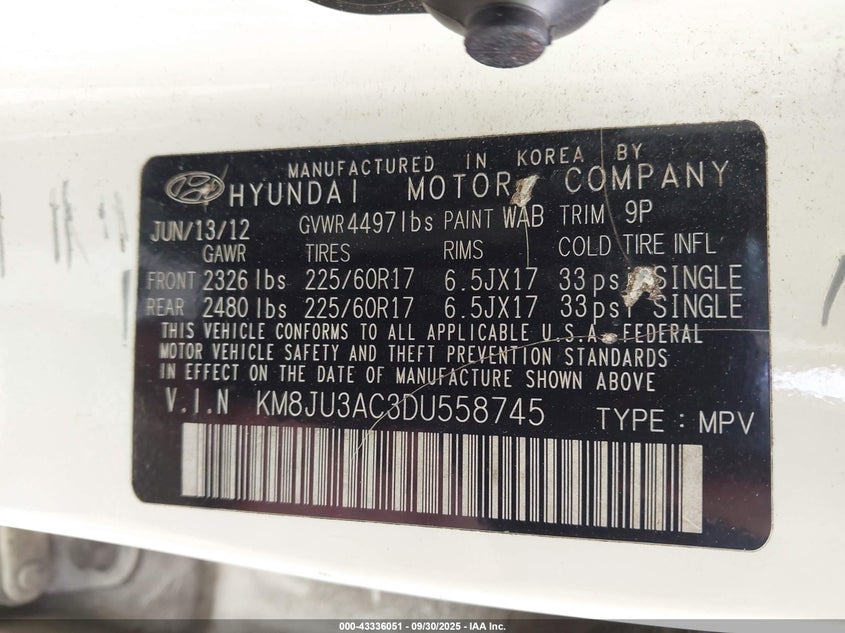 MANUFACTURED IN KOREA BY
HYUNDAI MOTOR COMPANY
JUN/13/12 GVWR 4497lbs PAINT WAB TRIM 9P
GAWR TIRES RIMS COLD TIRE INFL
FRONT 2326 lbs 225/60R17 6.5JX17 33 psi SINGLE
REAR 2480 lbs 225/60R17 6.5JX17 33 psi SINGLE
THIS VEHICLE CONFORMS TO ALL APPLICABLE U.S.A. FEDERAL
MOTOR VEHICLE SAFETY AND THEFT PREVENTION STANDARDS
IN EFFECT ON THE DATE OF MANUFACTURE SHOWN ABOVE
V.I.N KM8JU3AC3DU558745 TYPE: MPV
000-43336051 - 09/30/2025 - IAA Inc.